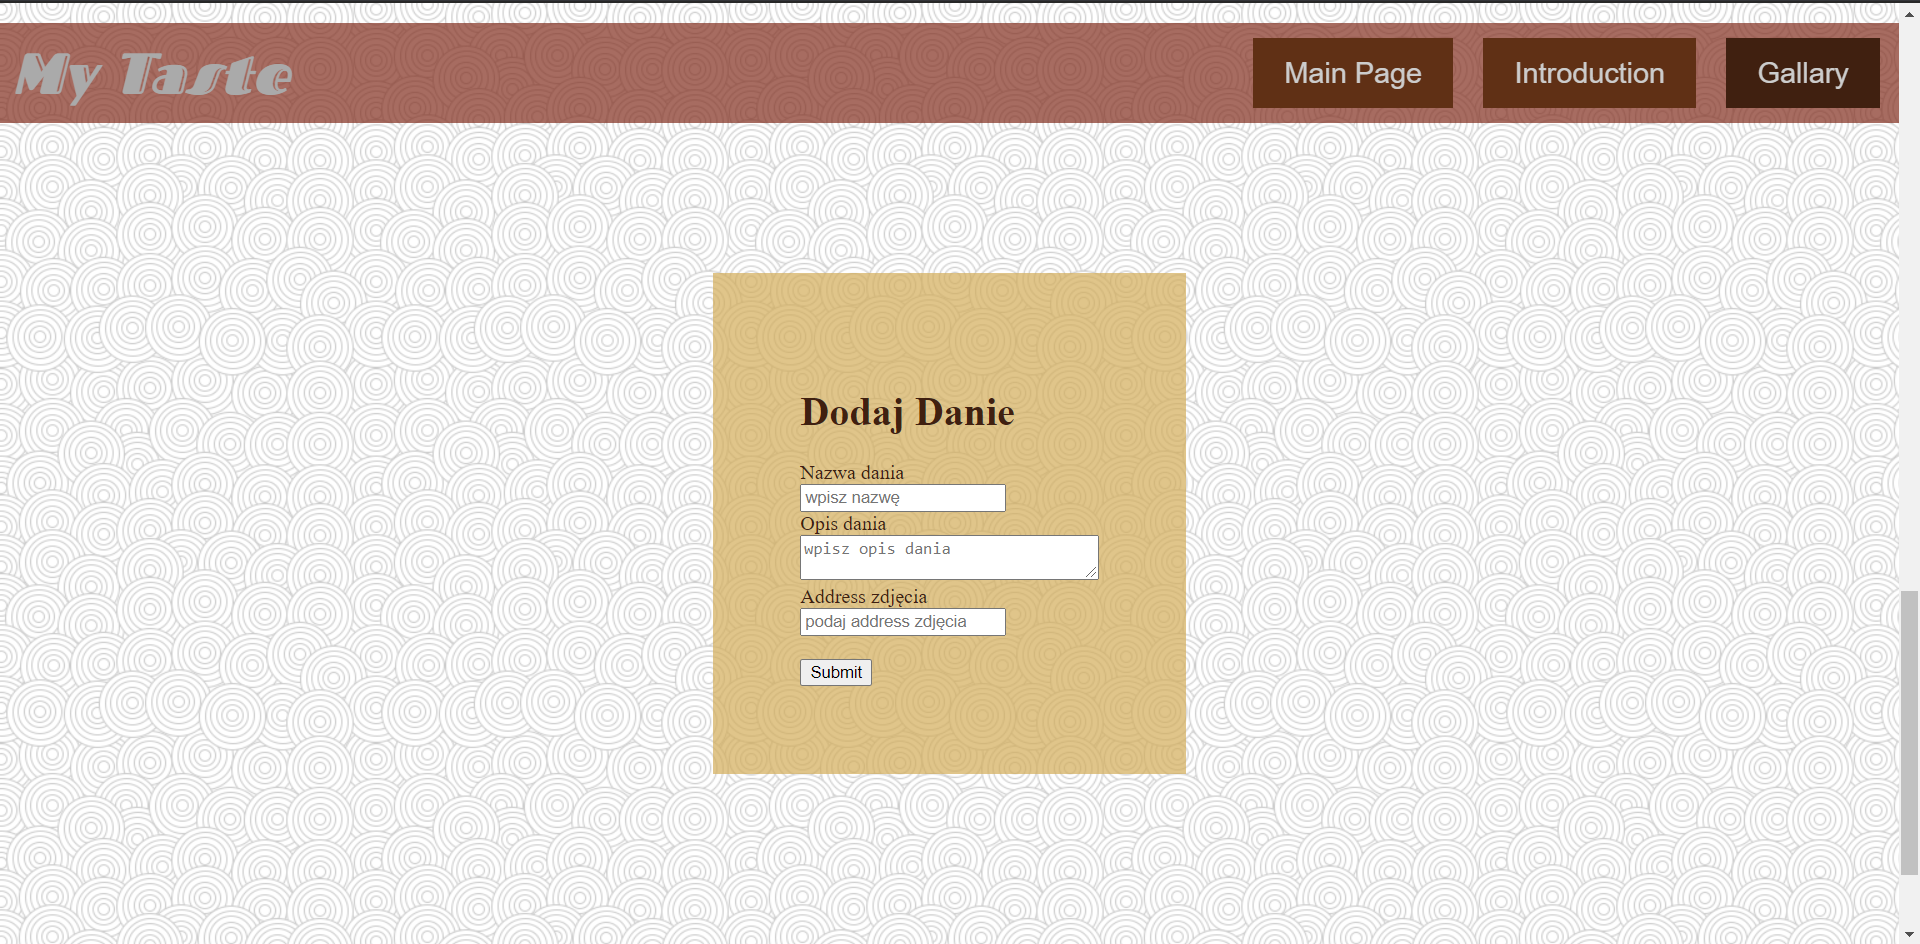 My Taste
Main Page
Introduction
Gallary
Dodaj Danie
Nazwa dania
wpisz nazwę
Opis dania
wpisz opis dania
Address zdjęcia
podaj address zdjęcia
Submit